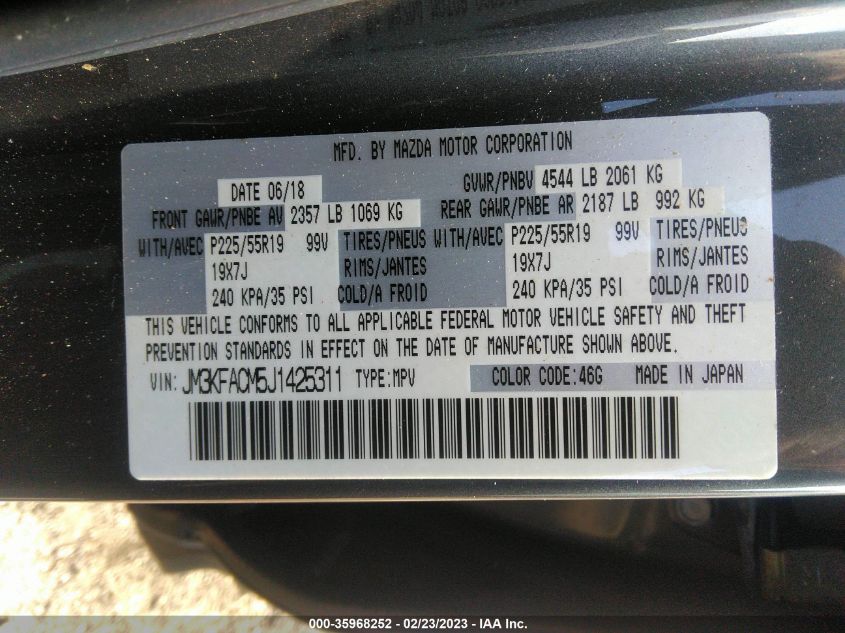 MFD. BY MAZDA MOTOR CORPORATION
DATE 06/18 GVWR/PNBV 4544 LB 2061 KG
FRONT GAWR/PNBE AV 2357 LB 1069 KG REAR GAWR/PNBE AR 2187 LB 992 KG
WITH/AVEC P225/55R19 99V TIRES/PNEUS WITH/AVEC P225/55R19 99V TIRES/PNEUS
19X7J RIMS/JANTES 19X7J RIMS/JANTES
240 KPA/35 PSI COLD/A FROID 240 KPA/35 PSI COLD/A FROID
THIS VEHICLE CONFORMS TO ALL APPLICABLE FEDERAL MOTOR VEHICLE SAFETY AND THEFT
PREVENTION STANDARDS IN EFFECT ON THE DATE OF MANUFACTURE SHOWN ABOVE.
VIN: JM3KFACM5J1425311 TYPE:MPV COLOR CODE:46G MADE IN JAPAN
000-35968252 - 02/23/2023 - IAA Inc.